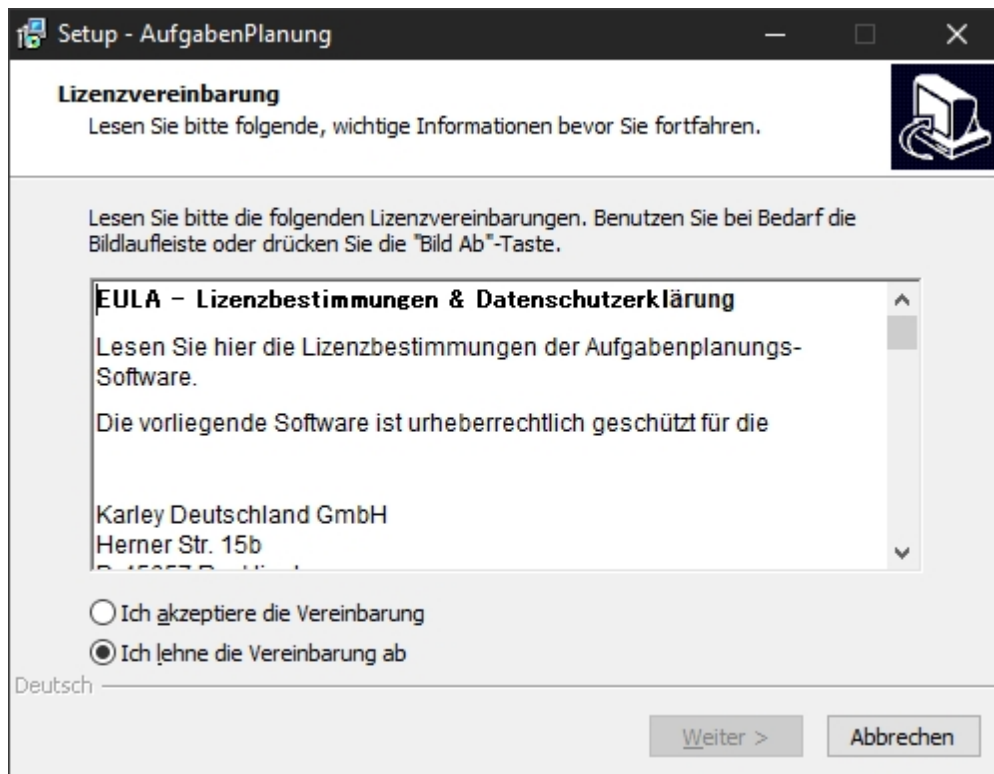 Setup - AufgabenPlanung
Lizenzvereinbarung
Lesen Sie bitte folgende, wichtige Informationen bevor Sie fortfahren.
Lesen Sie bitte die folgenden Lizenzvereinbarungen. Benutzen Sie bei Bedarf die
Bildlaufleiste oder drücken Sie die "Bild Ab"-Taste.
EULA - Lizenzbestimmungen & Datenschutzerklärung
Lesen Sie hier die Lizenzbestimmungen der Aufgabenplanungs-
Software.
Die vorliegende Software ist urheberrechtlich geschützt für die
Karley Deutschland GmbH
Herner Str. 15b
Ich akzeptiere die Vereinbarung
Ich lehne die Vereinbarung ab
Deutsch
Weiter >
Abbrechen